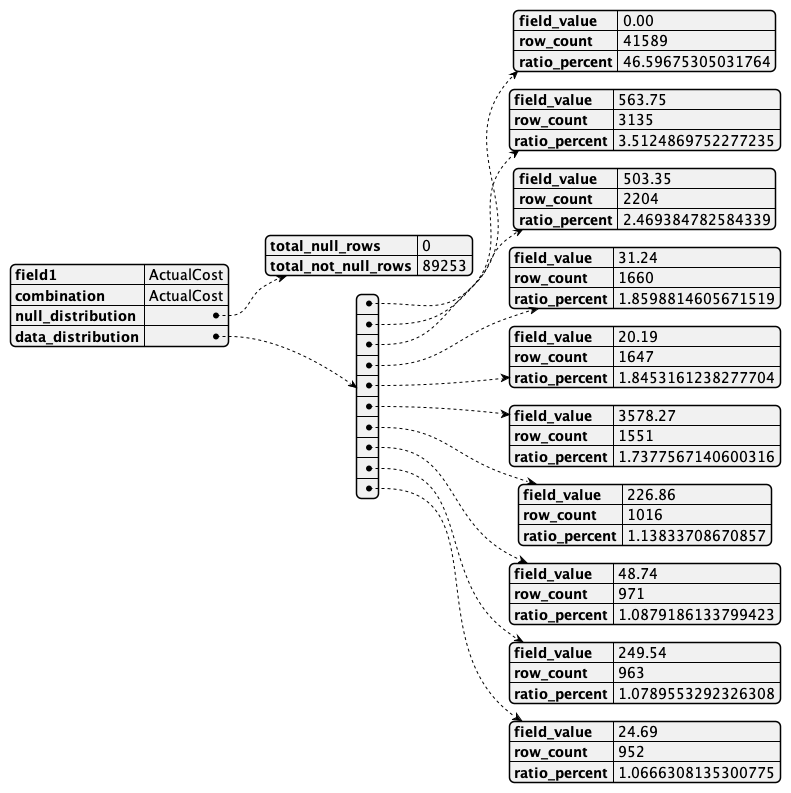 field1 ActualCost
combination ActualCost
null_distribution
data_distribution
total_null_rows 0
total_not_null_rows 89253
field_value 0.00
row_count 41589
ratio_percent 46.59675305031764
field_value 563.75
row_count 3135
ratio_percent 3.5124869752277235
field_value 503.35
row_count 2204
ratio_percent 2.469384782584339
field_value 31.24
row_count 1660
ratio_percent 1.8598814605671519
field_value 20.19
row_count 1647
ratio_percent 1.8453161238277704
field_value 3578.27
row_count 1551
ratio_percent 1.7377567140600316
field_value 226.86
row_count 1016
ratio_percent 1.13833708670857
field_value 48.74
row_count 971
ratio_percent 1.0879186133799423
field_value 249.54
row_count 963
ratio_percent 1.0789553292326308
field_value 24.69
row_count 952
ratio_percent 1.0666308135300775